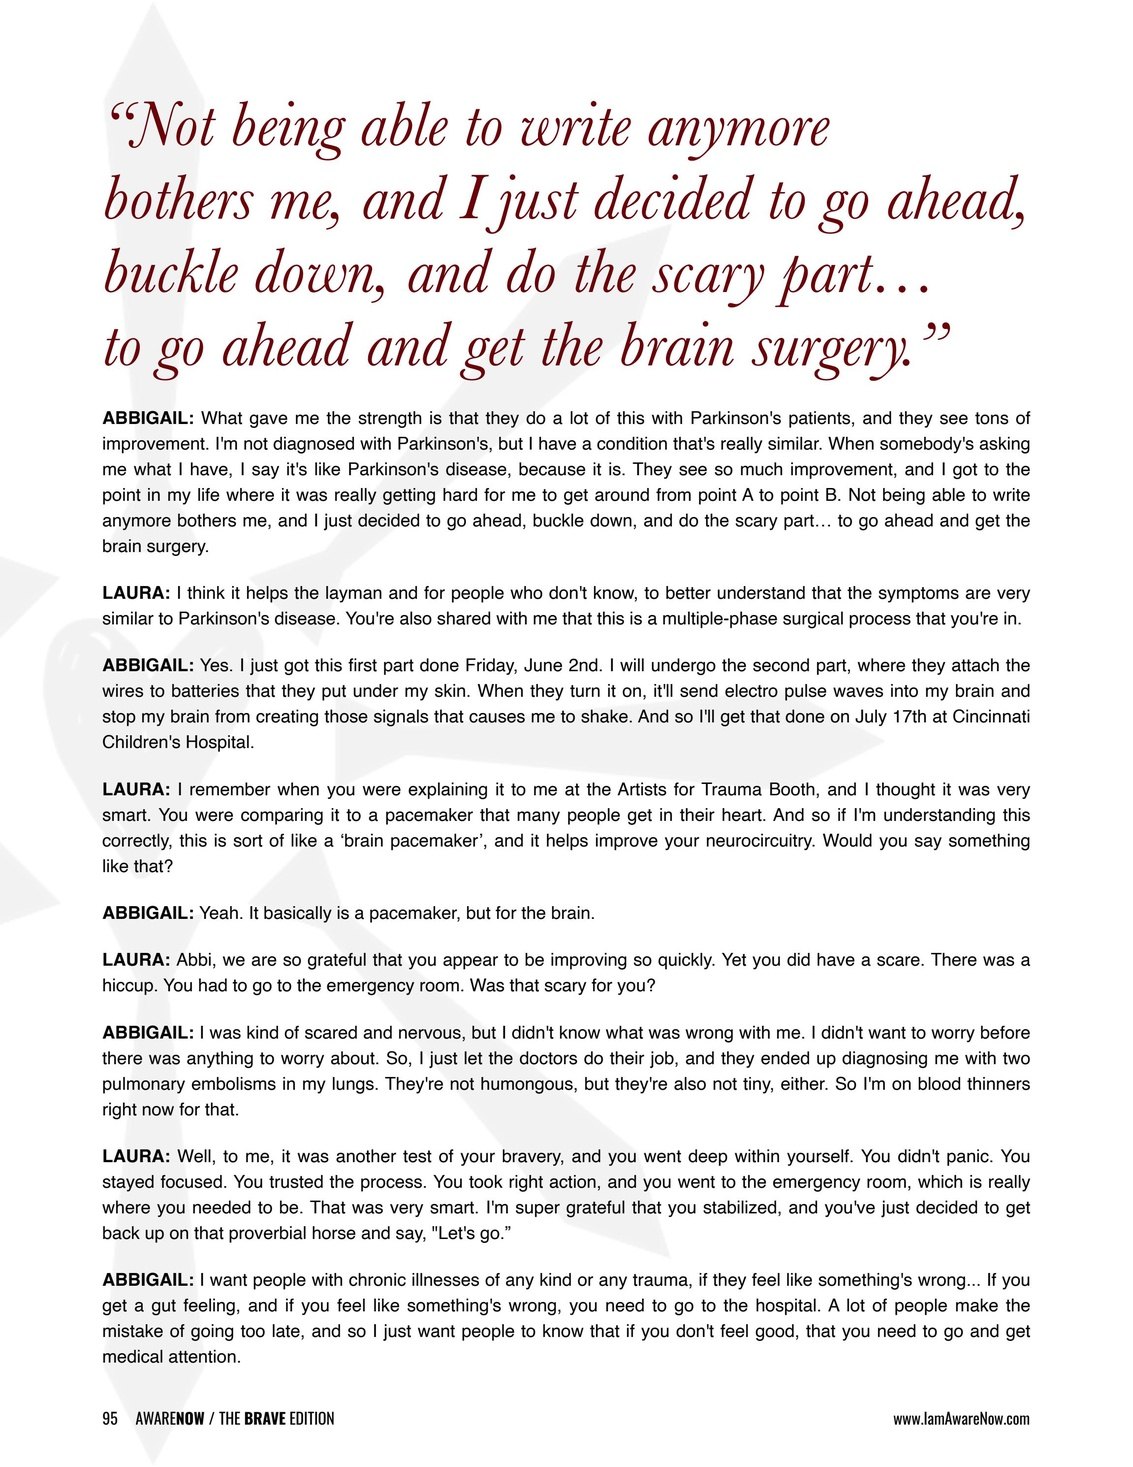 “Not being able to write anymore
bothers me, and I just decided to go ahead,
buckle down, and do the scary part…
to go ahead and get the brain surgery.”
ABBIGAIL: What gave me the strength is that they do a lot of this with Parkinson's patients, and they see tons of
improvement. I'm not diagnosed with Parkinson's, but I have a condition that's really similar. When somebody's asking
me what I have, I say it's like Parkinson's disease, because it is. They see so much improvement, and I got to the
point in my life where it was really getting hard for me to get around from point A to point B. Not being able to write
anymore bothers me, and I just decided to go ahead, buckle down, and do the scary part… to go ahead and get the
brain surgery.
LAURA: I think it helps the layman and for people who don't know, to better understand that the symptoms are very
similar to Parkinson's disease. You're also shared with me that this is a multiple-phase surgical process that you're in.
ABBIGAIL: Yes. I just got this first part done Friday, June 2nd. I will undergo the second part, where they attach the
wires to batteries that they put under my skin. When they turn it on, it'll send electro pulse waves into my brain and
stop my brain from creating those signals that causes me to shake. And so I'll get that done on July 17th at Cincinnati
Children's Hospital.
LAURA: I remember when you were explaining it to me at the Artists for Trauma Booth, and I thought it was very
smart. You were comparing it to a pacemaker that many people get in their heart. And so if I'm understanding this
correctly, this is sort of like a ‘brain pacemaker’, and it helps improve your neurocircuitry. Would you say something
like that?
ABBIGAIL: Yeah. It basically is a pacemaker, but for the brain.
LAURA: Abbi, we are so grateful that you appear to be improving so quickly. Yet you did have a scare. There was a
hiccup. You had to go to the emergency room. Was that scary for you?
ABBIGAIL: I was kind of scared and nervous, but I didn't know what was wrong with me. I didn't want to worry before
there was anything to worry about. So, I just let the doctors do their job, and they ended up diagnosing me with two
pulmonary embolisms in my lungs. They're not humongous, but they're also not tiny, either. So I'm on blood thinners
right now for that.
LAURA: Well, to me, it was another test of your bravery, and you went deep within yourself. You didn't panic. You
stayed focused. You trusted the process. You took right action, and you went to the emergency room, which is really
where you needed to be. That was very smart. I'm super grateful that you stabilized, and you've just decided to get
back up on that proverbial horse and say, "Let's go.”
ABBIGAIL: I want people with chronic illnesses of any kind or any trauma, if they feel like something's wrong... If you
get a gut feeling, and if you feel like something's wrong, you need to go to the hospital. A lot of people make the
mistake of going too late, and so I just want people to know that if you don't feel good, that you need to go and get
medical attention.
95 AWARENOW / THE BRAVE EDITION
www.IamAwareNow.com